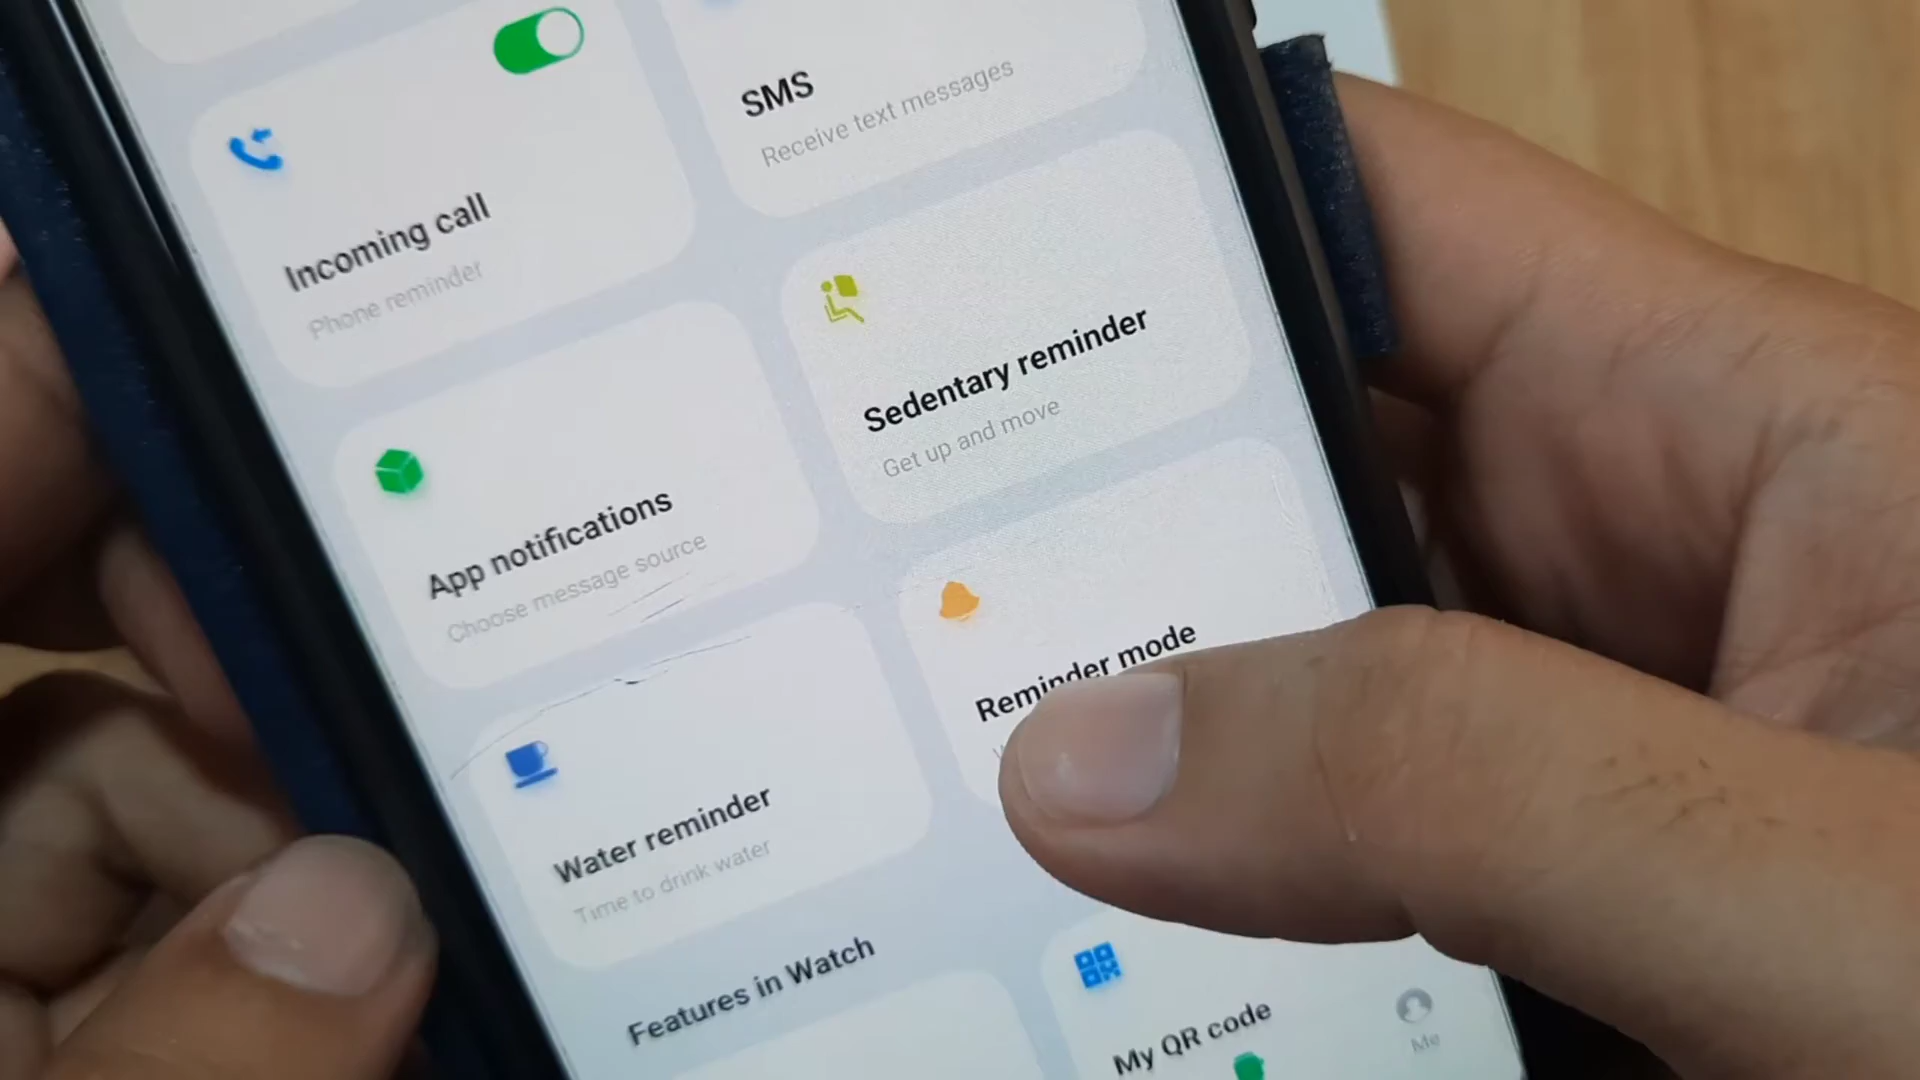 SMS
Receive text messages
Incoming call
Phone reminder
Sedentary reminder
Get up and move
App notifications
Choose message source
Reminder mode
Water reminder
Time to drink water
Features in Watch
My QR code
Me